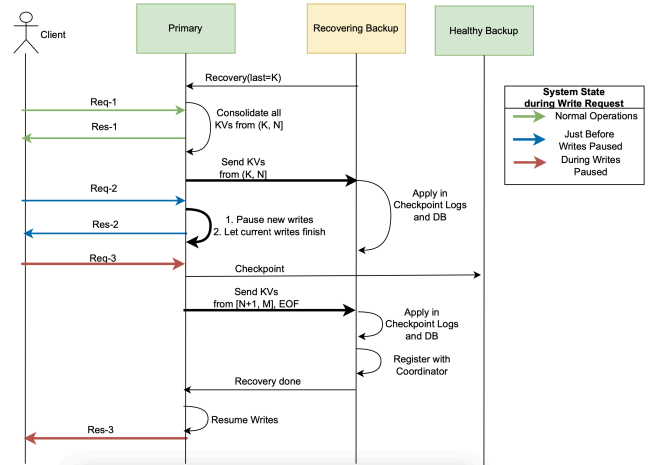 Client
Primary
Recovering Backup
Healthy Backup
Recovery(last=K)
Req-1
Consolidate all
KVs from (K, N]
Res-1
Send KVs
from (K, N]
Req-2
Apply in
Checkpoint Logs
and DB
1. Pause new writes
2. Let current writes finish
Res-2
Req-3
Checkpoint
Send KVs
from [N+1, M], EOF
Apply in
Checkpoint Logs
and DB
Register with
Coordinator
Recovery done
Resume Writes
Res-3
System State
during Write Request
Normal Operations
Just Before
Writes Paused
During Writes
Paused